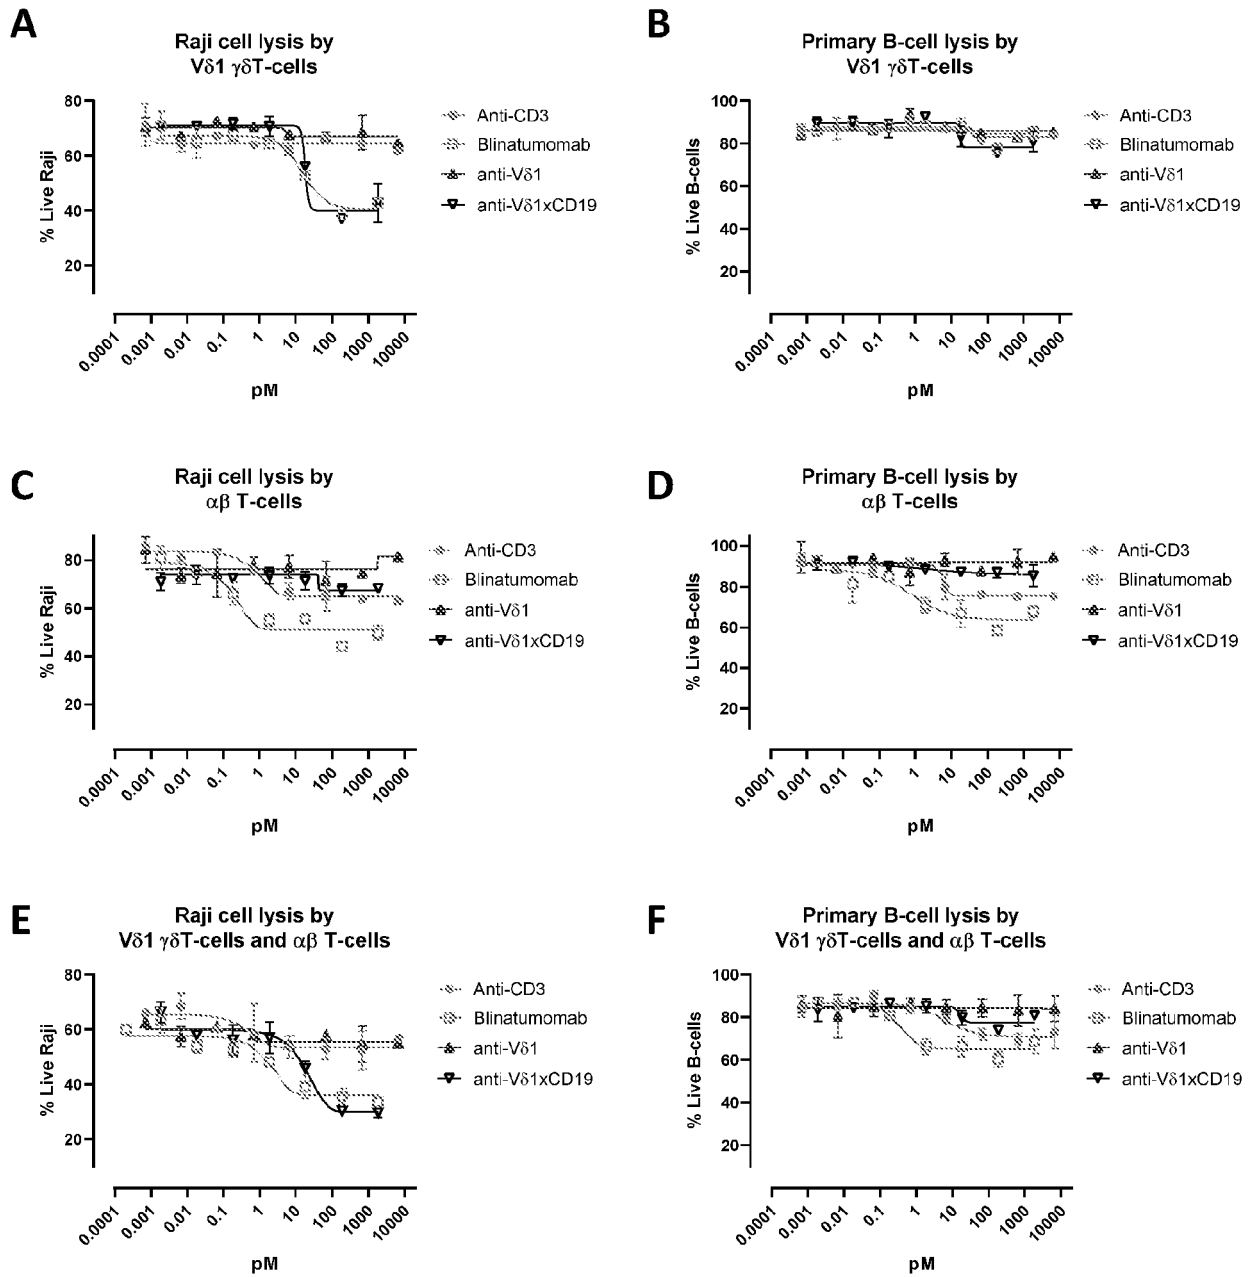 A
Raji cell lysis by
Vδ1 γδT-cells
% Live Raji
80
60
40
20
0.0001
0.001
0.01
0.1
1
10
100
1000
10000
pM
Anti-CD3
Blinatumomab
anti-Vδ1
anti-Vδ1xCD19
B
Primary B-cell lysis by
Vδ1 γδT-cells
% Live B-cells
100
80
60
40
20
0.0001
0.001
0.01
0.1
1
10
100
1000
10000
pM
Anti-CD3
Blinatumomab
anti-Vδ1
anti-Vδ1xCD19
C
Raji cell lysis by
αβ T-cells
% Live Raji
80
60
40
20
0.0001
0.001
0.01
0.1
1
10
100
1000
10000
pM
Anti-CD3
Blinatumomab
anti-Vδ1
anti-Vδ1xCD19
D
Primary B-cell lysis by
αβ T-cells
% Live B-cells
100
80
60
40
20
0.0001
0.001
0.01
0.1
1
10
100
1000
10000
pM
Anti-CD3
Blinatumomab
anti-Vδ1
anti-Vδ1xCD19
E
Raji cell lysis by
Vδ1 γδT-cells and αβ T-cells
% Live Raji
80
60
40
20
0.0001
0.001
0.01
0.1
1
10
100
1000
10000
pM
Anti-CD3
Blinatumomab
anti-Vδ1
anti-Vδ1xCD19
F
Primary B-cell lysis by
Vδ1 γδT-cells and αβ T-cells
% Live B-cells
100
80
60
40
20
0.0001
0.001
0.01
0.1
1
10
100
1000
10000
pM
Anti-CD3
Blinatumomab
anti-Vδ1
anti-Vδ1xCD19